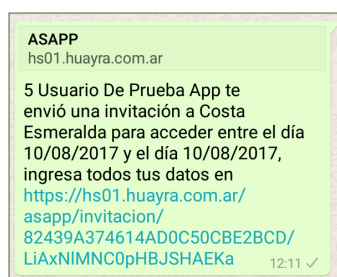 ASAPP
hs01.huayra.com.ar
5 Usuario De Prueba App te
envió una invitación a Costa
Esmeralda para acceder entre el día
10/08/2017 y el día 10/08/2017,
ingresa todos tus datos en
https://hs01.huayra.com.ar/
asapp/invitacion/
82439A374614AD0C50CBE2BCD/
LiAxNlMNC0pHBJSHAEKa
12:11